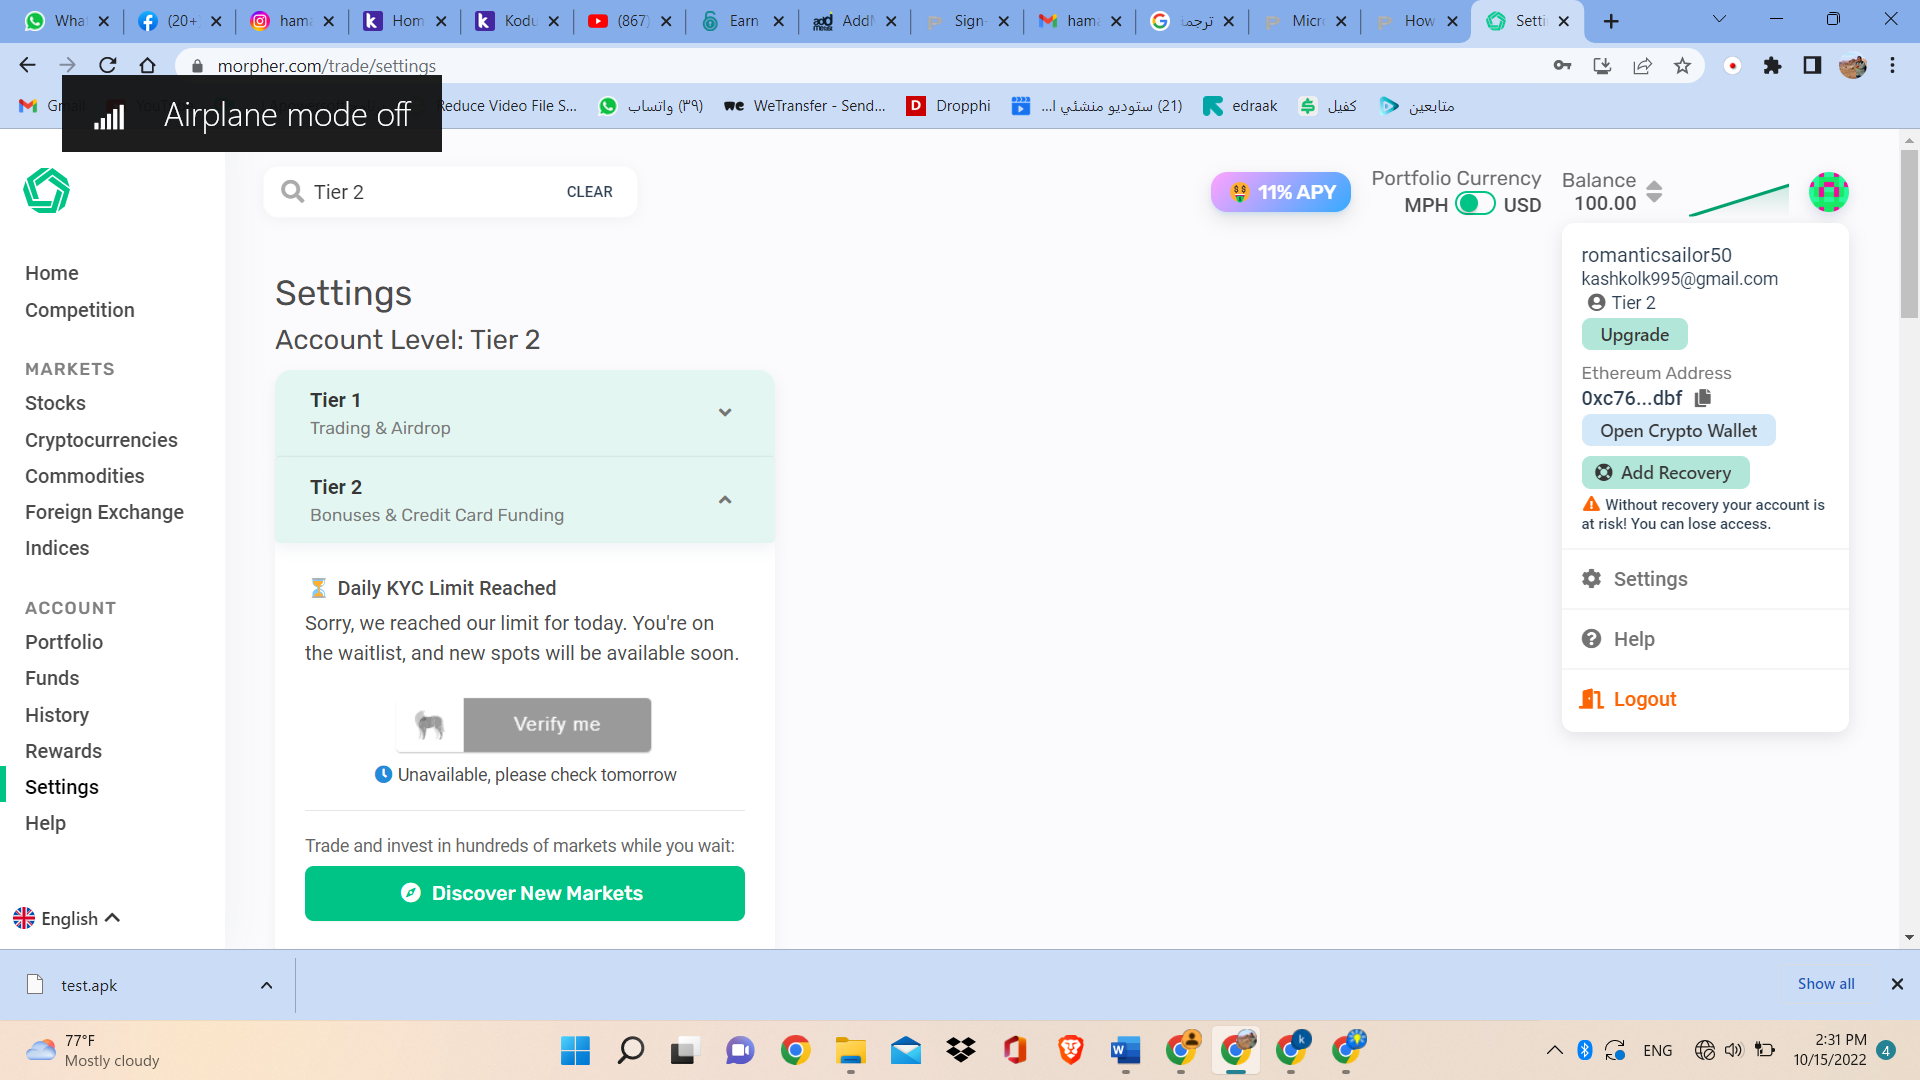 What
(20+
hama
Hom
Kodu
(867)
Earn
AddM
Sign-
hama
ترجمة
Micro
How
Setti
morpher.com/trade/settings
Gmail
Reduce Video File S...
(٣٩) واتساب
WeTransfer - Send...
Dropphi
(21) ستوديو منشئي ا...
edraak
كفيل
متابعين
Airplane mode off
Tier 2
CLEAR
11% APY
Portfolio Currency
MPH
USD
Balance
100.00
Home
Competition
MARKETS
Stocks
Cryptocurrencies
Commodities
Foreign Exchange
Indices
ACCOUNT
Portfolio
Funds
History
Rewards
Settings
Help
English
Settings
Account Level: Tier 2
Tier 1
Trading & Airdrop
Tier 2
Bonuses & Credit Card Funding
Daily KYC Limit Reached
Sorry, we reached our limit for today. You're on
the waitlist, and new spots will be available soon.
Verify me
Unavailable, please check tomorrow
Trade and invest in hundreds of markets while you wait:
Discover New Markets
romanticsailor50
kashkolk995@gmail.com
Tier 2
Upgrade
Ethereum Address
0xc76...dbf
Open Crypto Wallet
Add Recovery
Without recovery your account is
at risk! You can lose access.
Settings
Help
Logout
test.apk
Show all
77°F
Mostly cloudy
ENG
2:31 PM
10/15/2022
4